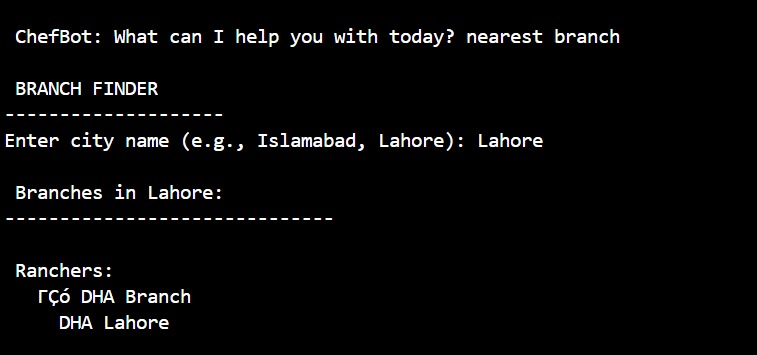 ChefBot: What can I help you with today? nearest branch
BRANCH FINDER
--------------------
Enter city name (e.g., Islamabad, Lahore): Lahore
Branches in Lahore:
------------------------------
Ranchers:
ΓÇó DHA Branch
DHA Lahore